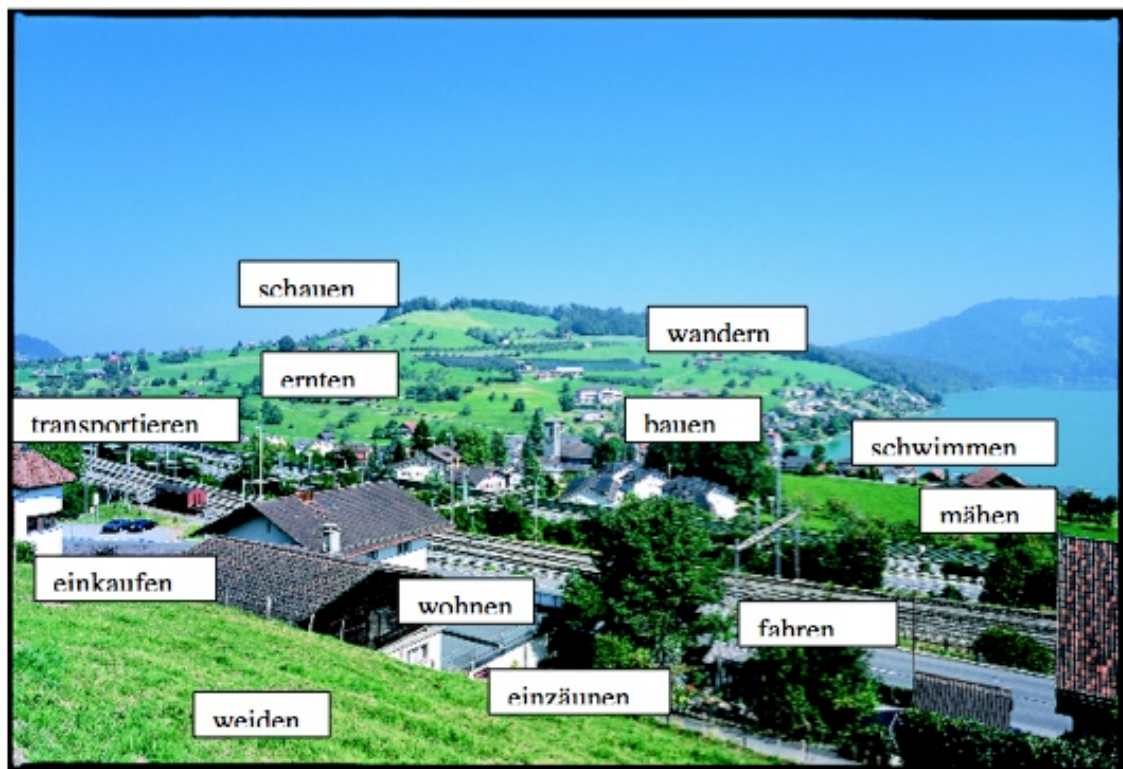 schauen
wandern
ernten
transportieren
bauen
schwimmen
mähen
einkaufen
wohnen
fahren
einzäunen
weiden